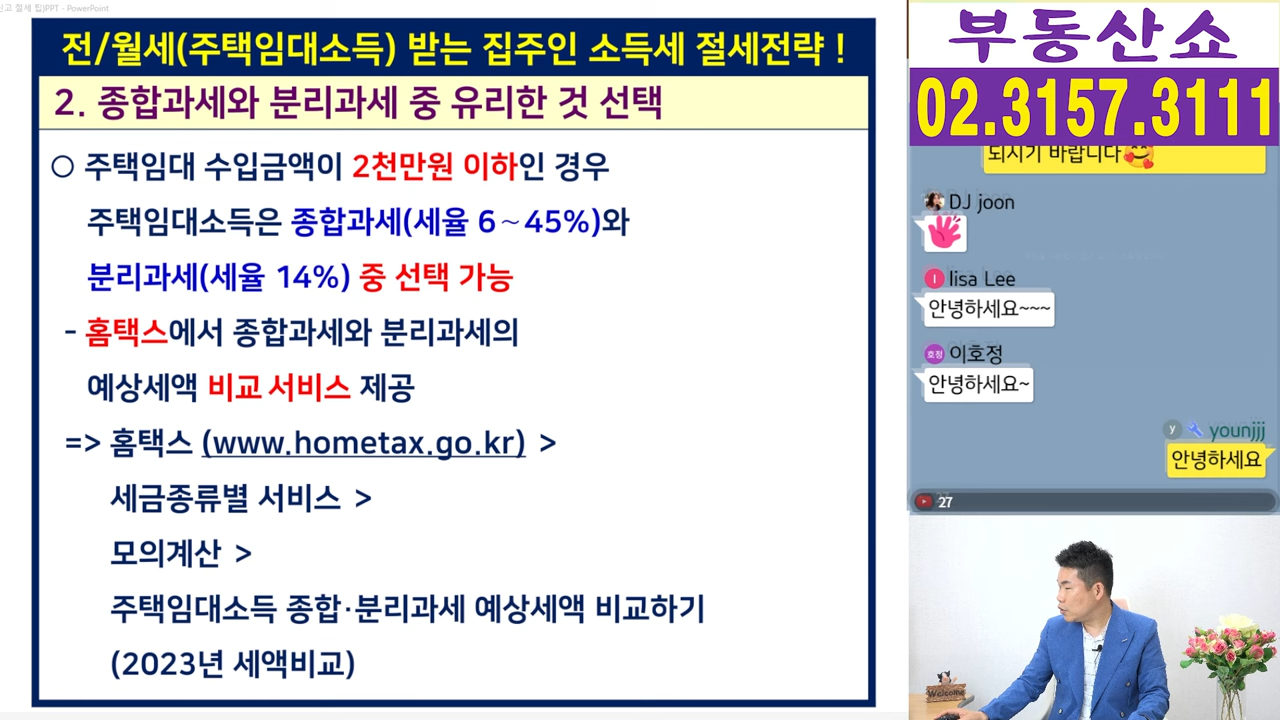 신고 절세 팁)PPT - PowerPoint
전/월세(주택임대소득) 받는 집주인 소득세 절세전략 !
2. 종합과세와 분리과세 중 유리한 것 선택
○ 주택임대 수입금액이 2천만원 이하인 경우
주택임대소득은 종합과세(세율 6~45%)와
분리과세(세율 14%) 중 선택 가능
- 홈택스에서 종합과세와 분리과세의
예상세액 비교 서비스 제공
=> 홈택스 (www.hometax.go.kr) >
세금종류별 서비스 >
모의계산 >
주택임대소득 종합·분리과세 예상세액 비교하기
(2023년 세액비교)
부동산쇼
02.3157.3111
되시기 바랍니다
DJ joon
I lisa Lee
안녕하세요~~~
호정 이호정
안녕하세요~
y younjjj
안녕하세요
27
Welcome